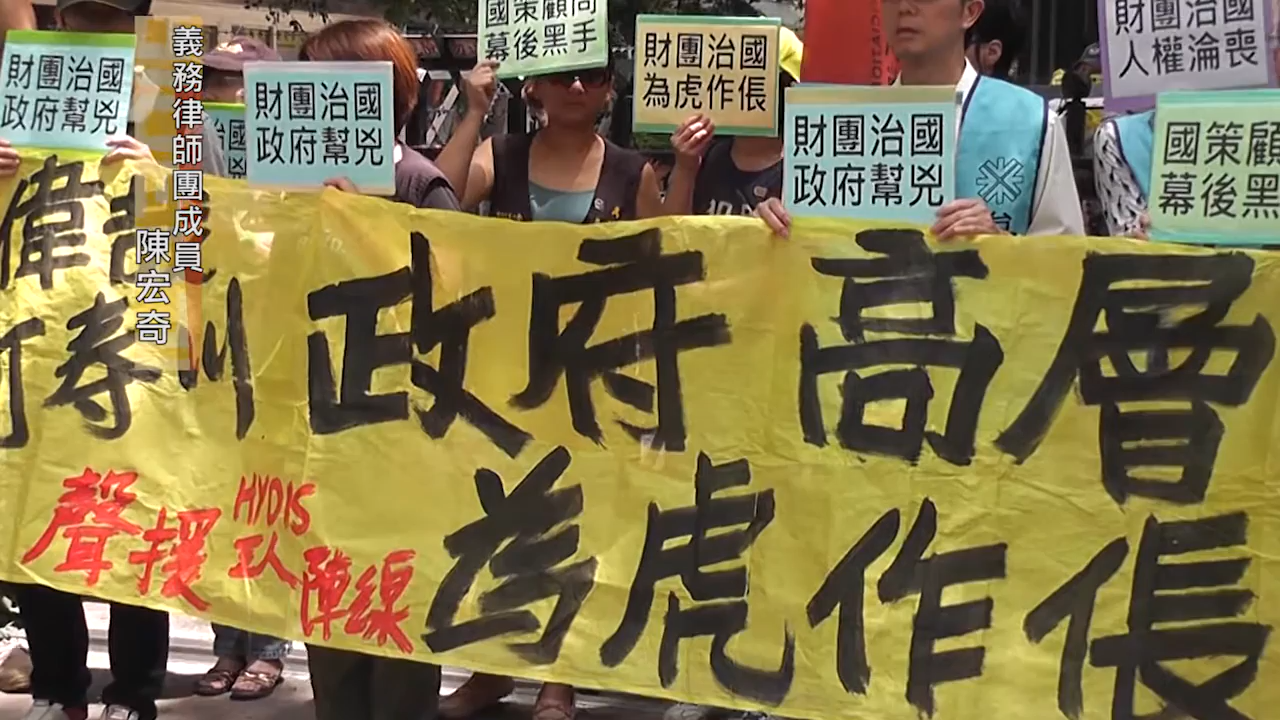 義務律師團成員
陳宏奇
財團治國
政府幫兇
財團治國
政府幫兇
國策顧問
幕後黑手
財團治國
為虎作倀
財團治國
政府幫兇
財團治國
人權淪喪
國策顧
幕後黑
政府高層
為虎作倀
聲援
HYDIS
工人
陣線